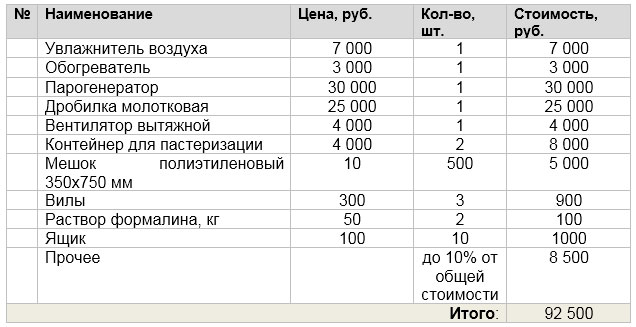 № Наименование Цена, руб. Кол-во, шт. Стоимость, руб.
Увлажнитель воздуха 7 000 1 7 000
Обогреватель 3 000 1 3 000
Парогенератор 30 000 1 30 000
Дробилка молотковая 25 000 1 25 000
Вентилятор вытяжной 4 000 1 4 000
Контейнер для пастеризации 4 000 2 8 000
Мешок полиэтиленовый 10 500 5 000
350х750 мм
Вилы 300 3 900
Раствор формалина, кг 50 2 100
Ящик 100 10 1000
Прочее до 10% от 8 500
общей
стоимости
Итого: 92 500